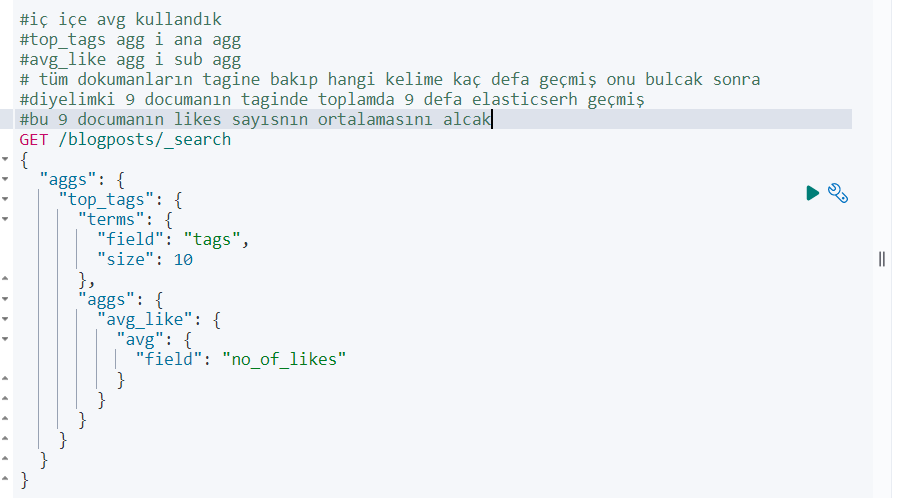 #iç içe avg kullandık
#top_tags agg i ana agg
#avg_like agg i sub agg
# tüm dokumanların tagine bakıp hangi kelime kaç defa geçmiş onu bulcak sonra
#diyelimki 9 documanın taginde toplamda 9 defa elasticserh geçmiş
#bu 9 documanın likes sayısnın ortalamasını alcak
GET /blogposts/_search
{
  "aggs": {
    "top_tags": {
      "terms": {
        "field": "tags",
        "size": 10
      },
      "aggs": {
        "avg_like": {
          "avg": {
            "field": "no_of_likes"
          }
        }
      }
    }
  }
}